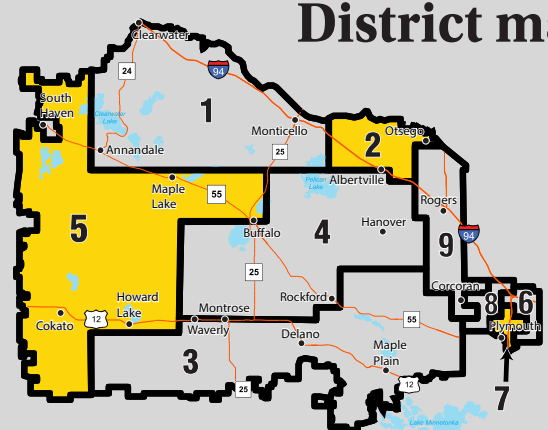 District ma
Clearwater
24
94
South
Haven
Clearwater
Lake
1
Monticello
2
Otsego
Annandale
25
Albertville
Maple
Lake
55
Pelican
Lake
Rogers
5
Buffalo
4
Hanover
9
94
25
Corcoran
8
6
Howard
Lake
Rockford
Montrose
12
Cokato
Waverly
55
Plymouth
Delano
3
Maple
Plain
12
25
7
Lake Minnetonka